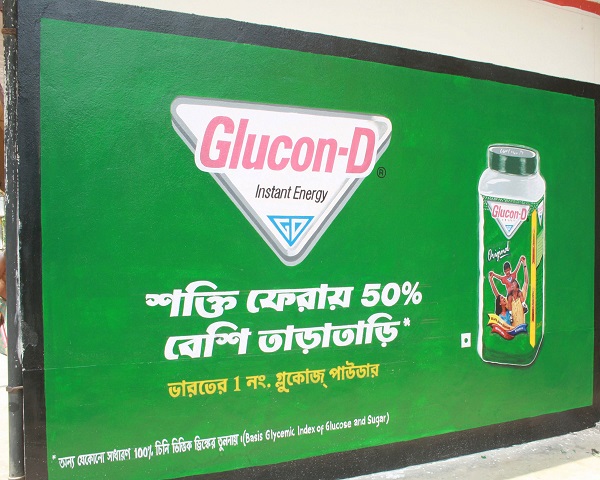 Glucon-D®
Instant Energy
GD
শক্তি ফেরায় 50%
বেশি তাড়াতাড়ি*
ভারতের 1 নং. গ্লুকোজ্ পাউডার
*অন্য যেকোনো সাধারণ 100% চিনি ভিত্তিক ড্রিঙ্কের তুলনায়।(Basis Glycemic Index of Glucose and Sugar)
Glucon-D
Original